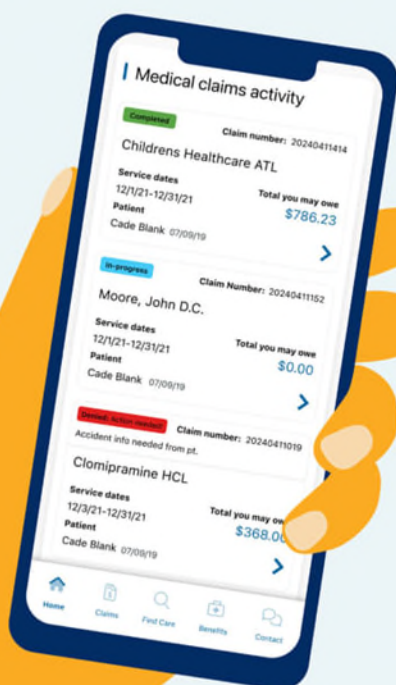 Medical claims activity
Completed
Claim number: 20240411414
Childrens Healthcare ATL
Service dates
12/1/21-12/31/21
Total you may owe
$786.23
Patient
Cade Blank 07/09/19
in-progress
Claim Number: 20240411152
Moore, John D.C.
Service dates
12/1/21-12/31/21
Total you may owe
$0.00
Patient
Cade Blank 07/09/19
Denied; Action needed!
Claim number: 20240411019
Accident info needed from pt.
Clomipramine HCL
Service dates
12/3/21-12/31/21
Total you may owe
$368.00
Patient
Cade Blank 07/09/19
Home
Claims
Find Care
Benefits
Contact